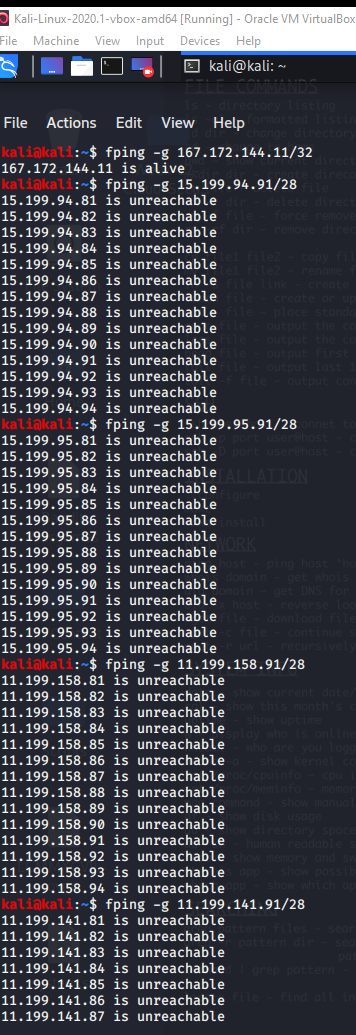 Kali-Linux-2020.1-vbox-amd64 [Running] - Oracle VM VirtualBox
File Machine View Input Devices Help
kali@kali: ~
File Actions Edit View Help
kali@kali:~$ fping -g 167.172.144.11/32
167.172.144.11 is alive
kali@kali:~$ fping -g 15.199.94.91/28
15.199.94.81 is unreachable
15.199.94.82 is unreachable
15.199.94.83 is unreachable
15.199.94.84 is unreachable
15.199.94.85 is unreachable
15.199.94.86 is unreachable
15.199.94.87 is unreachable
15.199.94.88 is unreachable
15.199.94.89 is unreachable
15.199.94.90 is unreachable
15.199.94.91 is unreachable
15.199.94.92 is unreachable
15.199.94.93 is unreachable
15.199.94.94 is unreachable
kali@kali:~$ fping -g 15.199.95.91/28
15.199.95.81 is unreachable
15.199.95.82 is unreachable
15.199.95.83 is unreachable
15.199.95.84 is unreachable
15.199.95.85 is unreachable
15.199.95.86 is unreachable
15.199.95.87 is unreachable
15.199.95.88 is unreachable
15.199.95.89 is unreachable
15.199.95.90 is unreachable
15.199.95.91 is unreachable
15.199.95.92 is unreachable
15.199.95.93 is unreachable
15.199.95.94 is unreachable
kali@kali:~$ fping -g 11.199.158.91/28
11.199.158.81 is unreachable
11.199.158.82 is unreachable
11.199.158.83 is unreachable
11.199.158.84 is unreachable
11.199.158.85 is unreachable
11.199.158.86 is unreachable
11.199.158.87 is unreachable
11.199.158.88 is unreachable
11.199.158.89 is unreachable
11.199.158.90 is unreachable
11.199.158.91 is unreachable
11.199.158.92 is unreachable
11.199.158.93 is unreachable
11.199.158.94 is unreachable
kali@kali:~$ fping -g 11.199.141.91/28
11.199.141.81 is unreachable
11.199.141.82 is unreachable
11.199.141.83 is unreachable
11.199.141.84 is unreachable
11.199.141.85 is unreachable
11.199.141.86 is unreachable
11.199.141.87 is unreachable